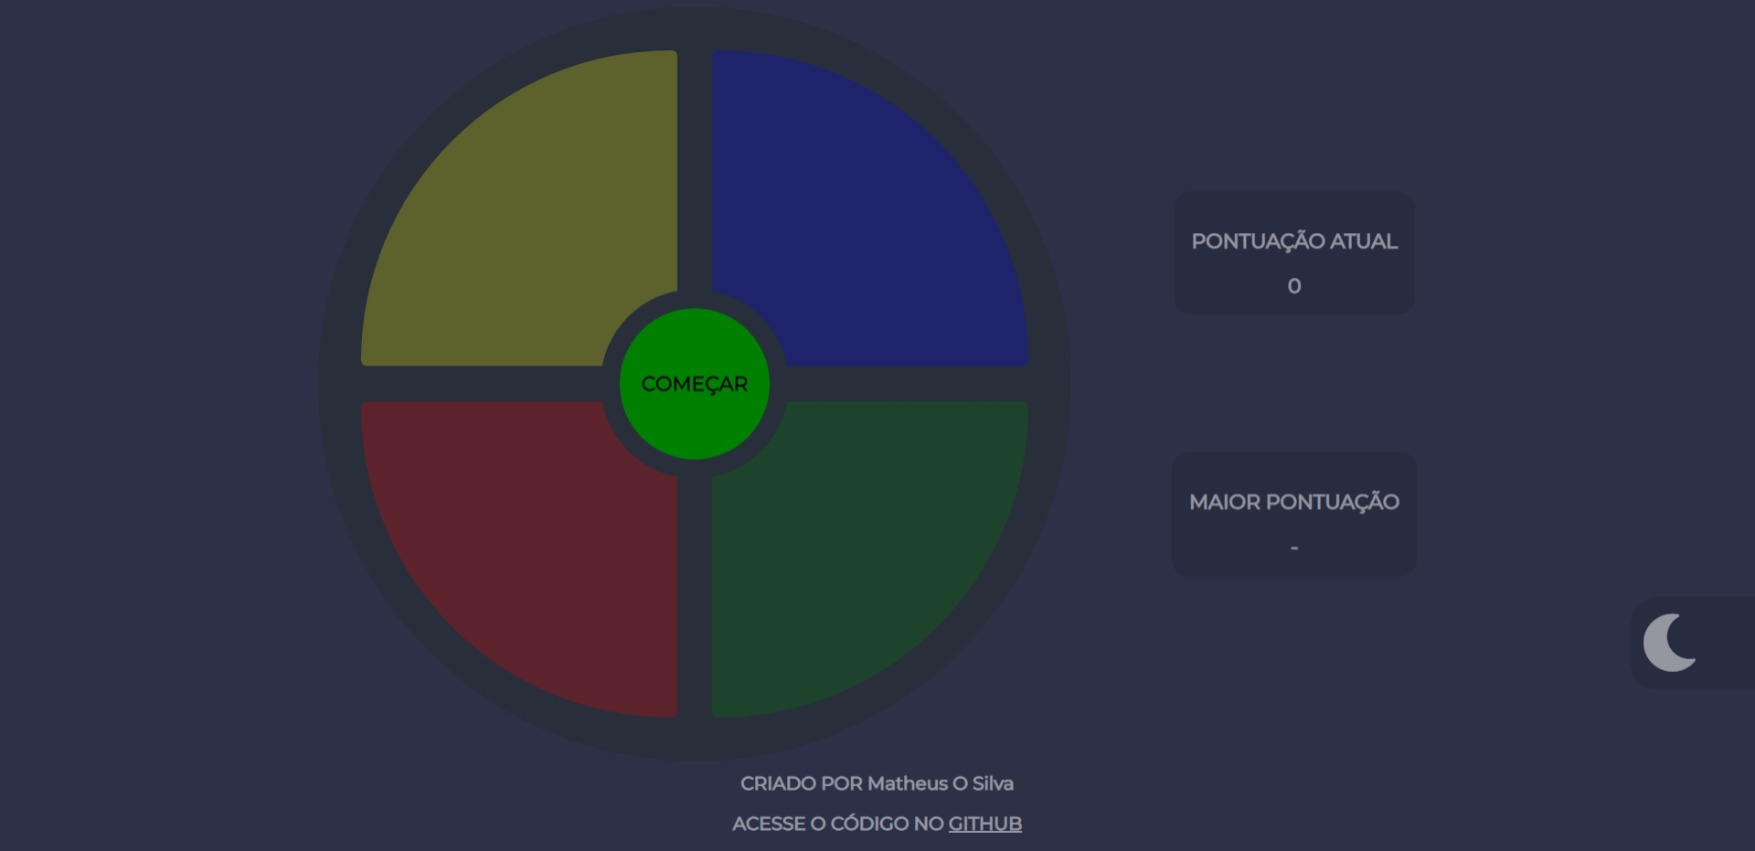 COMEÇAR
PONTUAÇÃO ATUAL
0
MAIOR PONTUAÇÃO
-
CRIADO POR Matheus O Silva
ACESSE O CÓDIGO NO GITHUB